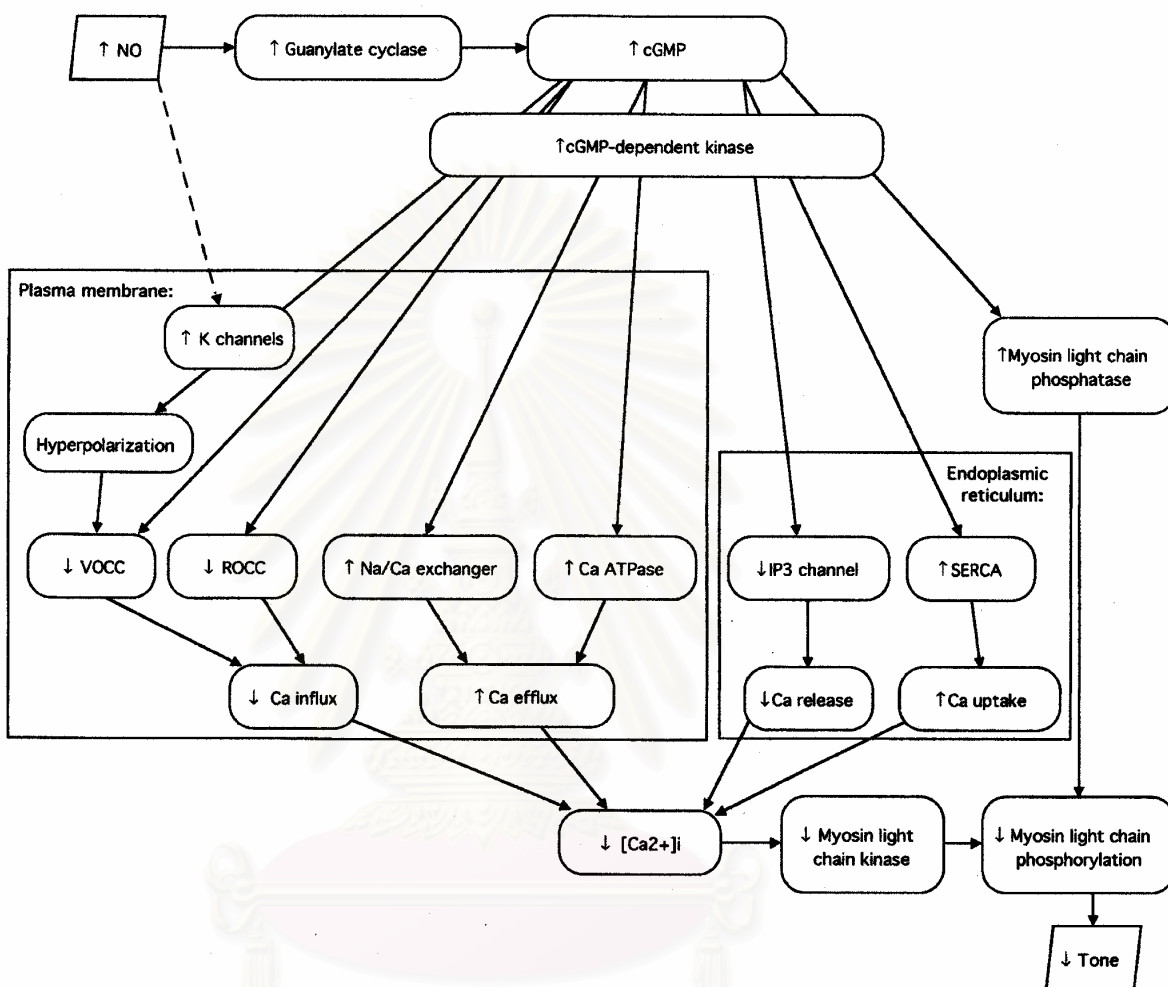 ↑ NO
↑ Guanylate cyclase
↑ cGMP
↑cGMP-dependent kinase
Plasma membrane:
↑ K channels
↑Myosin light chain
phosphatase
Hyperpolarization
Endoplasmic
reticulum:
↓ VOCC
↓ ROCC
↑ Na/Ca exchanger
↑ Ca ATPase
↓IP3 channel
↑SERCA
↓ Ca influx
↑ Ca efflux
↓Ca release
↑Ca uptake
↓ [Ca2+]i
↓ Myosin light
chain kinase
↓ Myosin light chain
phosphorylation
↓ Tone